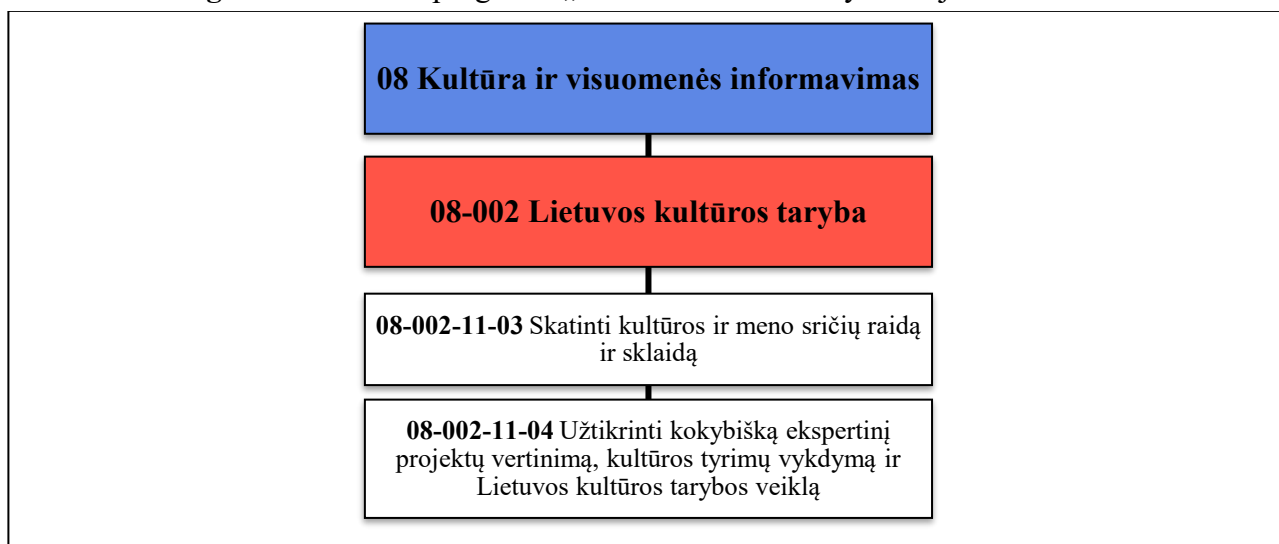 08 Kultūra ir visuomenės informavimas
08-002 Lietuvos kultūros taryba
08-002-11-03 Skatinti kultūros ir meno sričių raidą
ir sklaidą
08-002-11-04 Užtikrinti kokybišką ekspertinį
projektų vertinimą, kultūros tyrimų vykdymą ir
Lietuvos kultūros tarybos veiklą